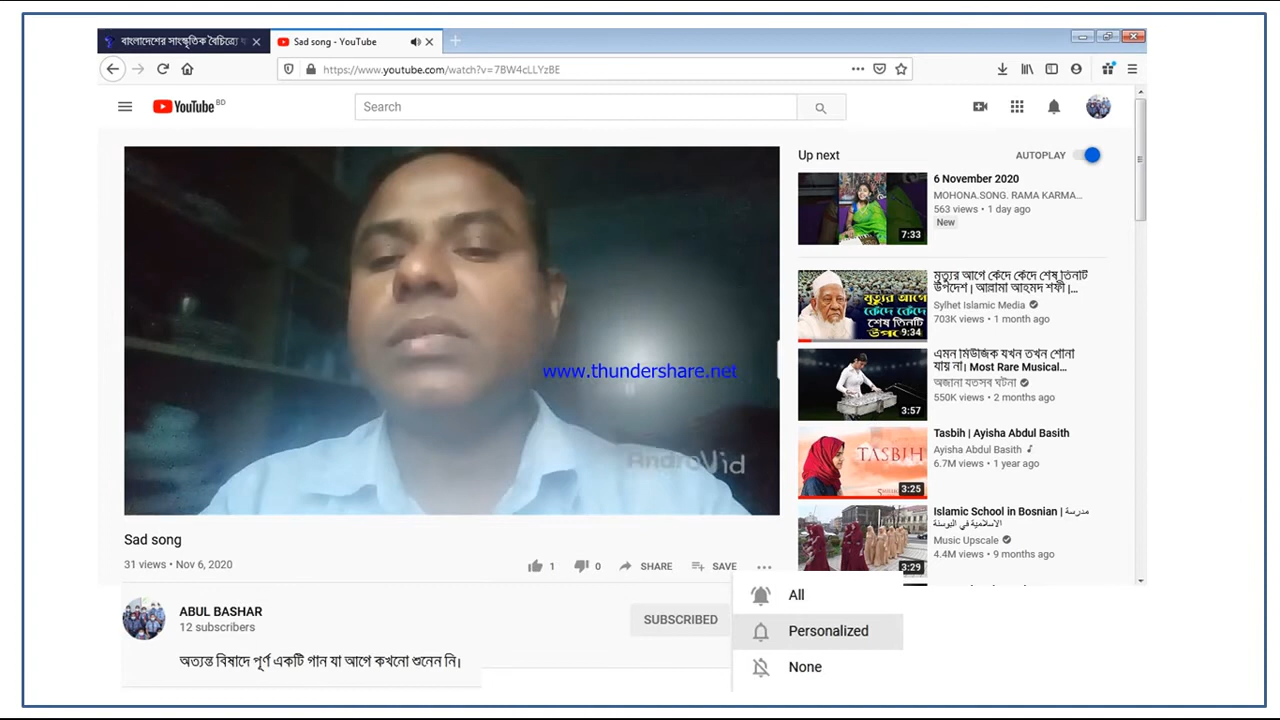 বাংলাদেশের সাংস্কৃতিক বৈচিত্র্যে
Sad song - YouTube
https://www.youtube.com/watch?v=7BW4cLLYzBE
YouTube BD
Search
www.thundershare.net
AndroVid
Sad song
31 views • Nov 6, 2020
1 0 SHARE SAVE
ABUL BASHAR
12 subscribers
SUBSCRIBED
অত্যন্ত বিষাদে পূর্ণ একটি গান যা আগে কখনো শুনেন নি।
All
Personalized
None
Up next AUTOPLAY
7:33
6 November 2020
MOHONA.SONG. RAMA KARMA...
563 views • 1 day ago
New
মৃত্যুর আগে
কেঁদে কেঁদে
শেষ তিনটি
9:34
মৃত্যুর আগে কেঁদে কেঁদে শেষ তিনটি
উপদেশ। আল্লামা আহমদ শফী।...
Sylhet Islamic Media
703K views • 1 month ago
3:57
এমন মিউজিক যখন তখন শোনা
যায় না। Most Rare Musical...
অজানা যতসব ঘটনা
550K views • 2 months ago
TASBIH
3:25
Tasbih | Ayisha Abdul Basith
Ayisha Abdul Basith
6.7M views • 1 year ago
3:29
Islamic School in Bosnian | مدرسة
الاسلامية في البوسنة
Music Upscale
4.4M views • 9 months ago